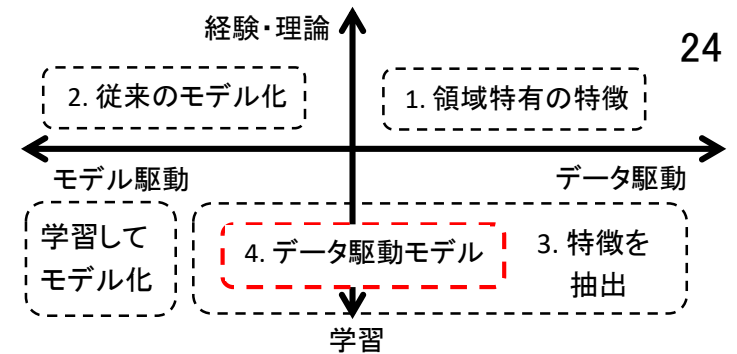 経験・理論
24
2. 従来のモデル化
1. 領域特有の特徴
モデル駆動
データ駆動
学習して
モデル化
4. データ駆動モデル
3. 特徴を
抽出
学習